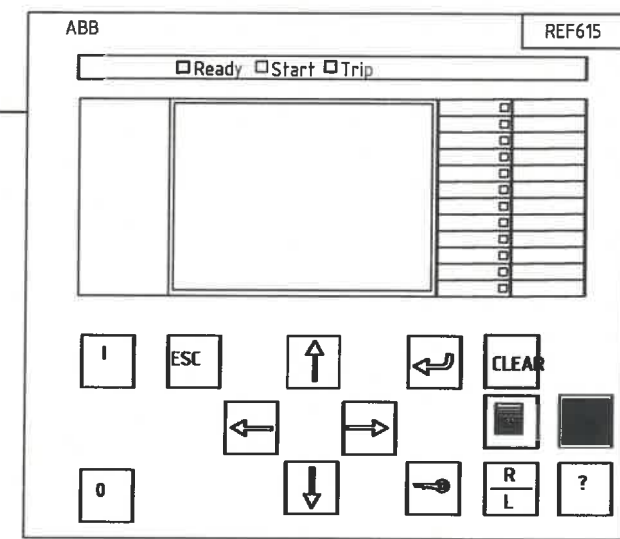 ABB REF615
Ready Start Trip
I ESC CLEAR
0 R ?
L